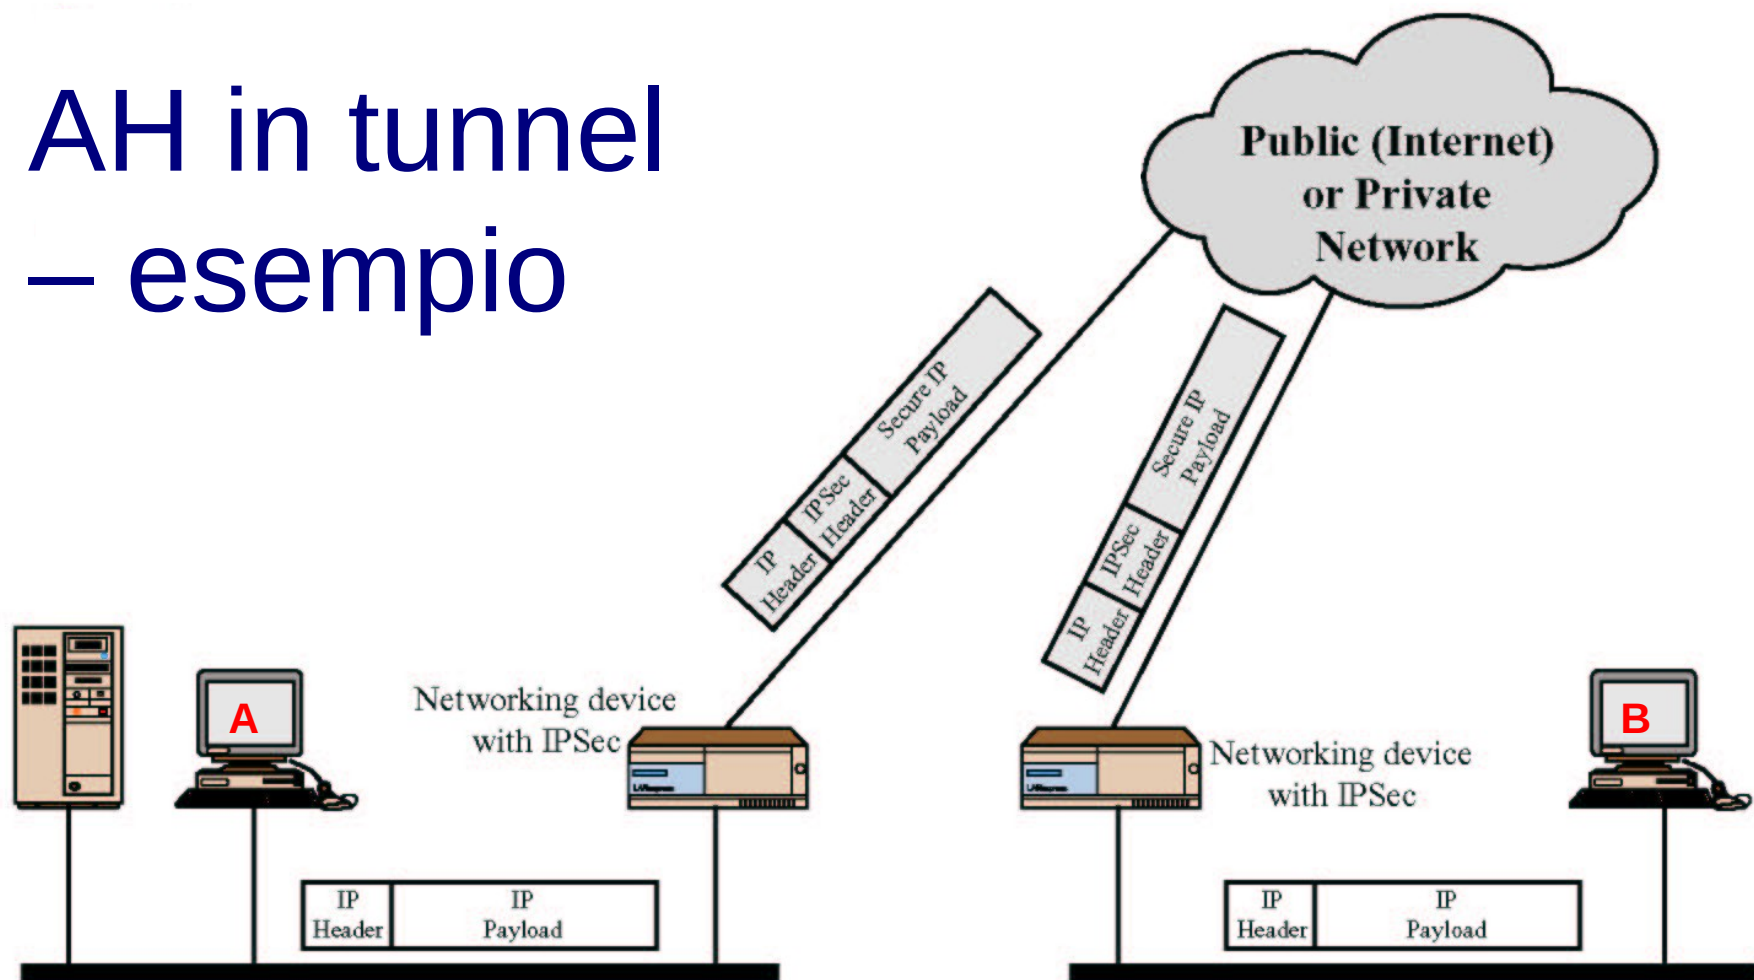 AH in tunnel
– esempio
Public (Internet)
or Private
Network
Secure IP
Payload
IPSec
Header
IP
Header
Secure IP
Payload
IPSec
Header
IP
Header
A
Networking device
with IPSec
Networking device
with IPSec
B
IP
Header
IP
Payload
IP
Header
IP
Payload